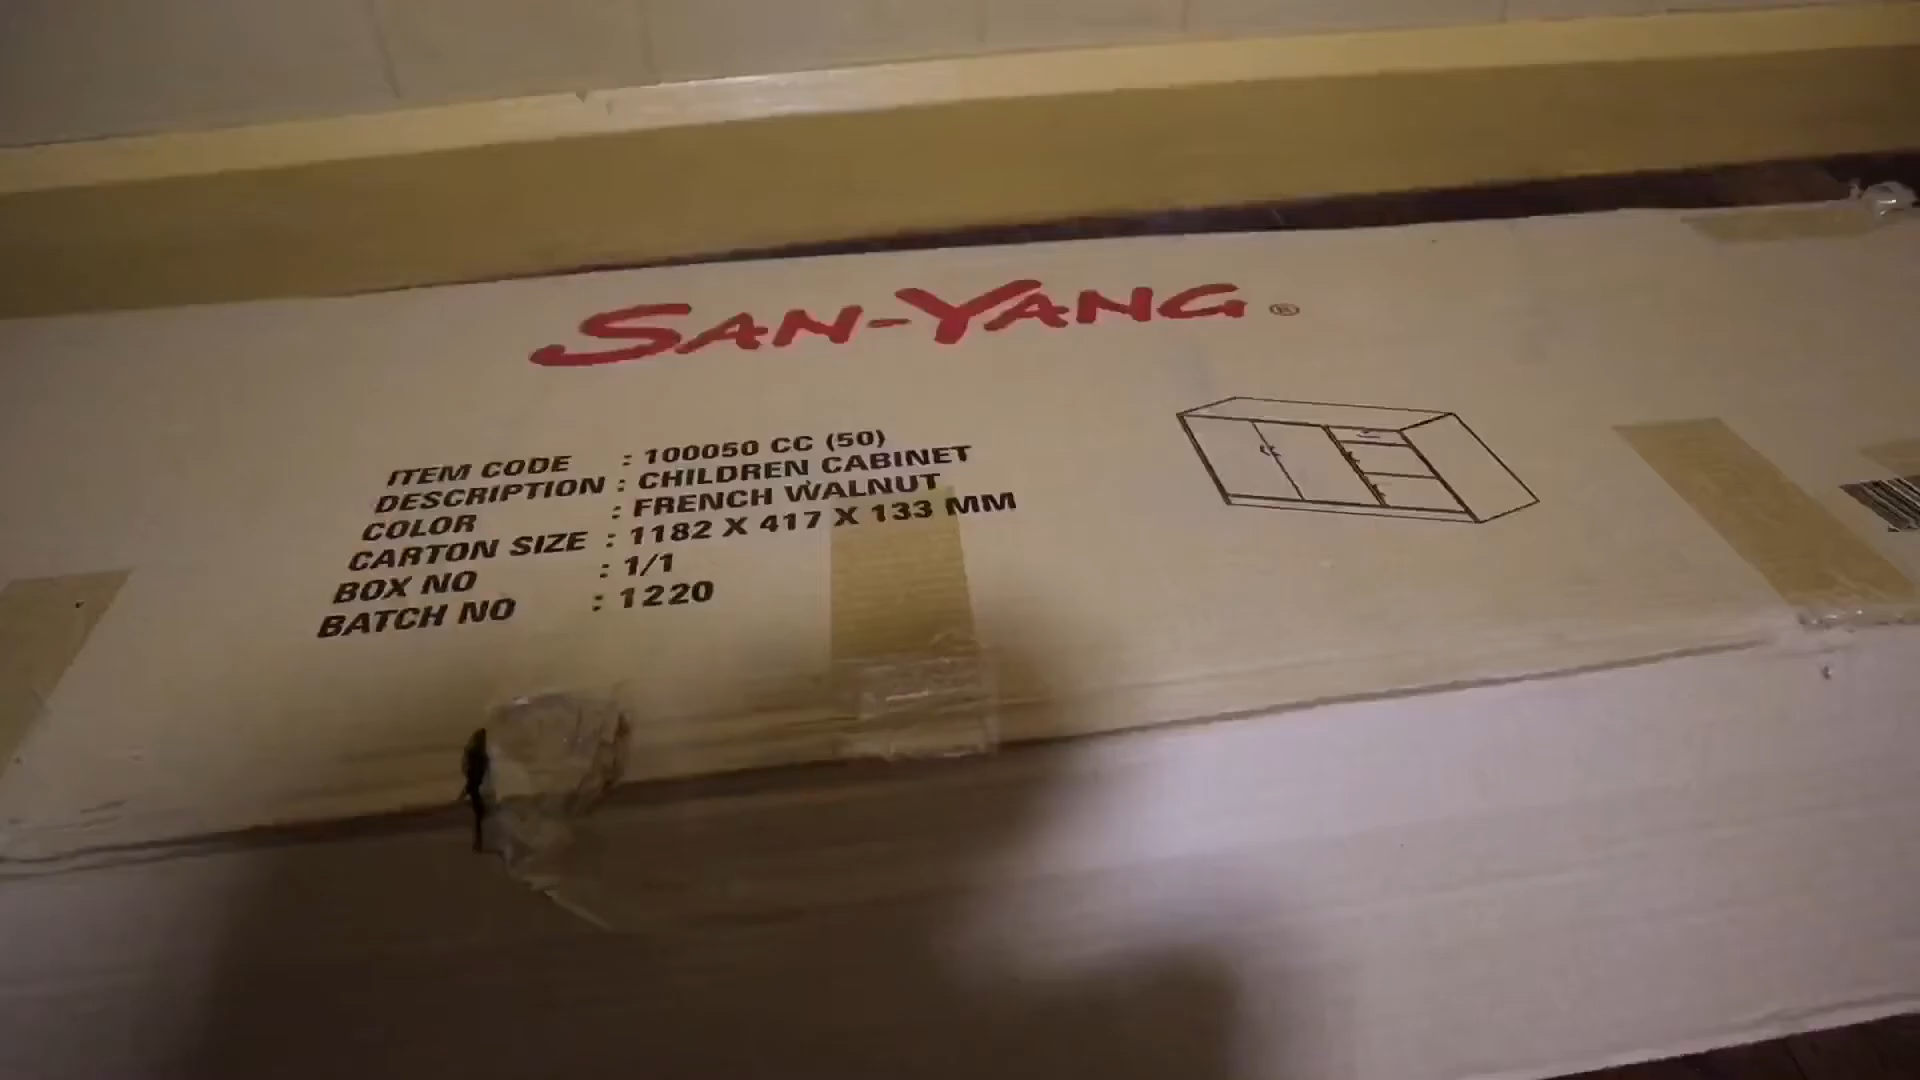 SAN-YANG ®
ITEM CODE : 100050 CC (50)
DESCRIPTION : CHILDREN CABINET
COLOR : FRENCH WALNUT
CARTON SIZE : 1182 X 417 X 133 MM
BOX NO : 1/1
BATCH NO : 1220